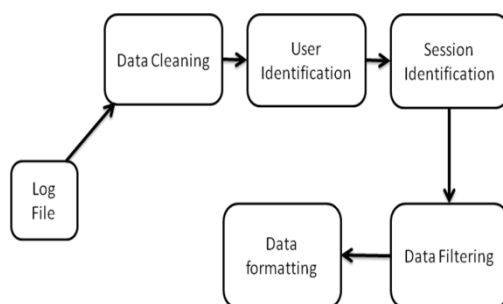 Data Cleaning
User
Identification
Session
Identification
Log
File
Data
formatting
Data Filtering